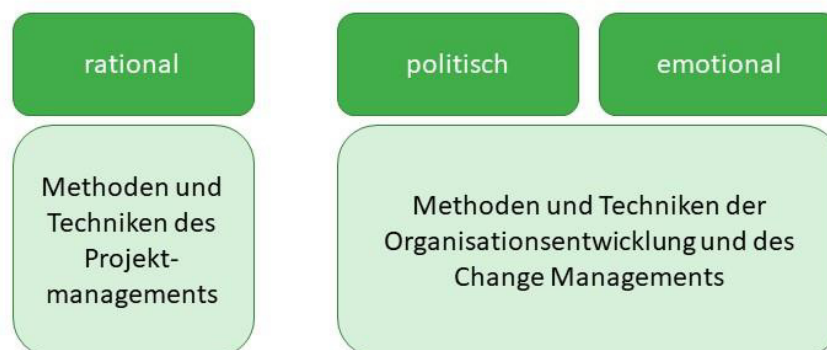 rational
politisch
emotional
Methoden und
Techniken des
Projekt-
managements
Methoden und Techniken der
Organisationsentwicklung und des
Change Managements